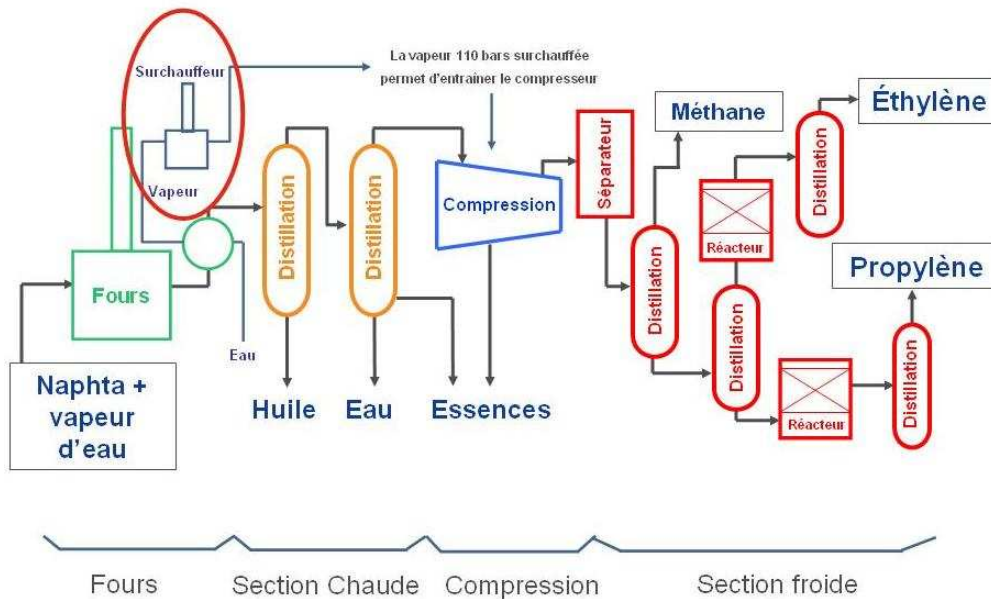 Surchauffeur
La vapeur 110 bars surchauffée
permet d'entraîner le compresseur
Vapeur
Fours
Eau
Naphta +
vapeur
d'eau
Distillation
Distillation
Huile
Eau
Essences
Compression
Séparateur
Méthane
Distillation
Réacteur
Distillation
Distillation
Éthylène
Réacteur
Distillation
Propylène
Fours
Section Chaude
Compression
Section froide